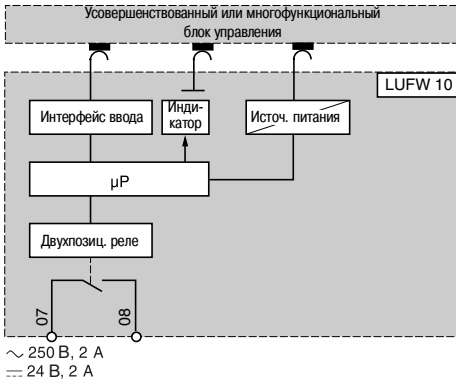 Усовершенствованный или многофункциональный
блок управления
LUFW 10
Интерфейс ввода
Инди-
катор
Источ. питания
µP
Двухпозиц. реле
07
08
~ 250 В, 2 А
⎓ 24 В, 2 А